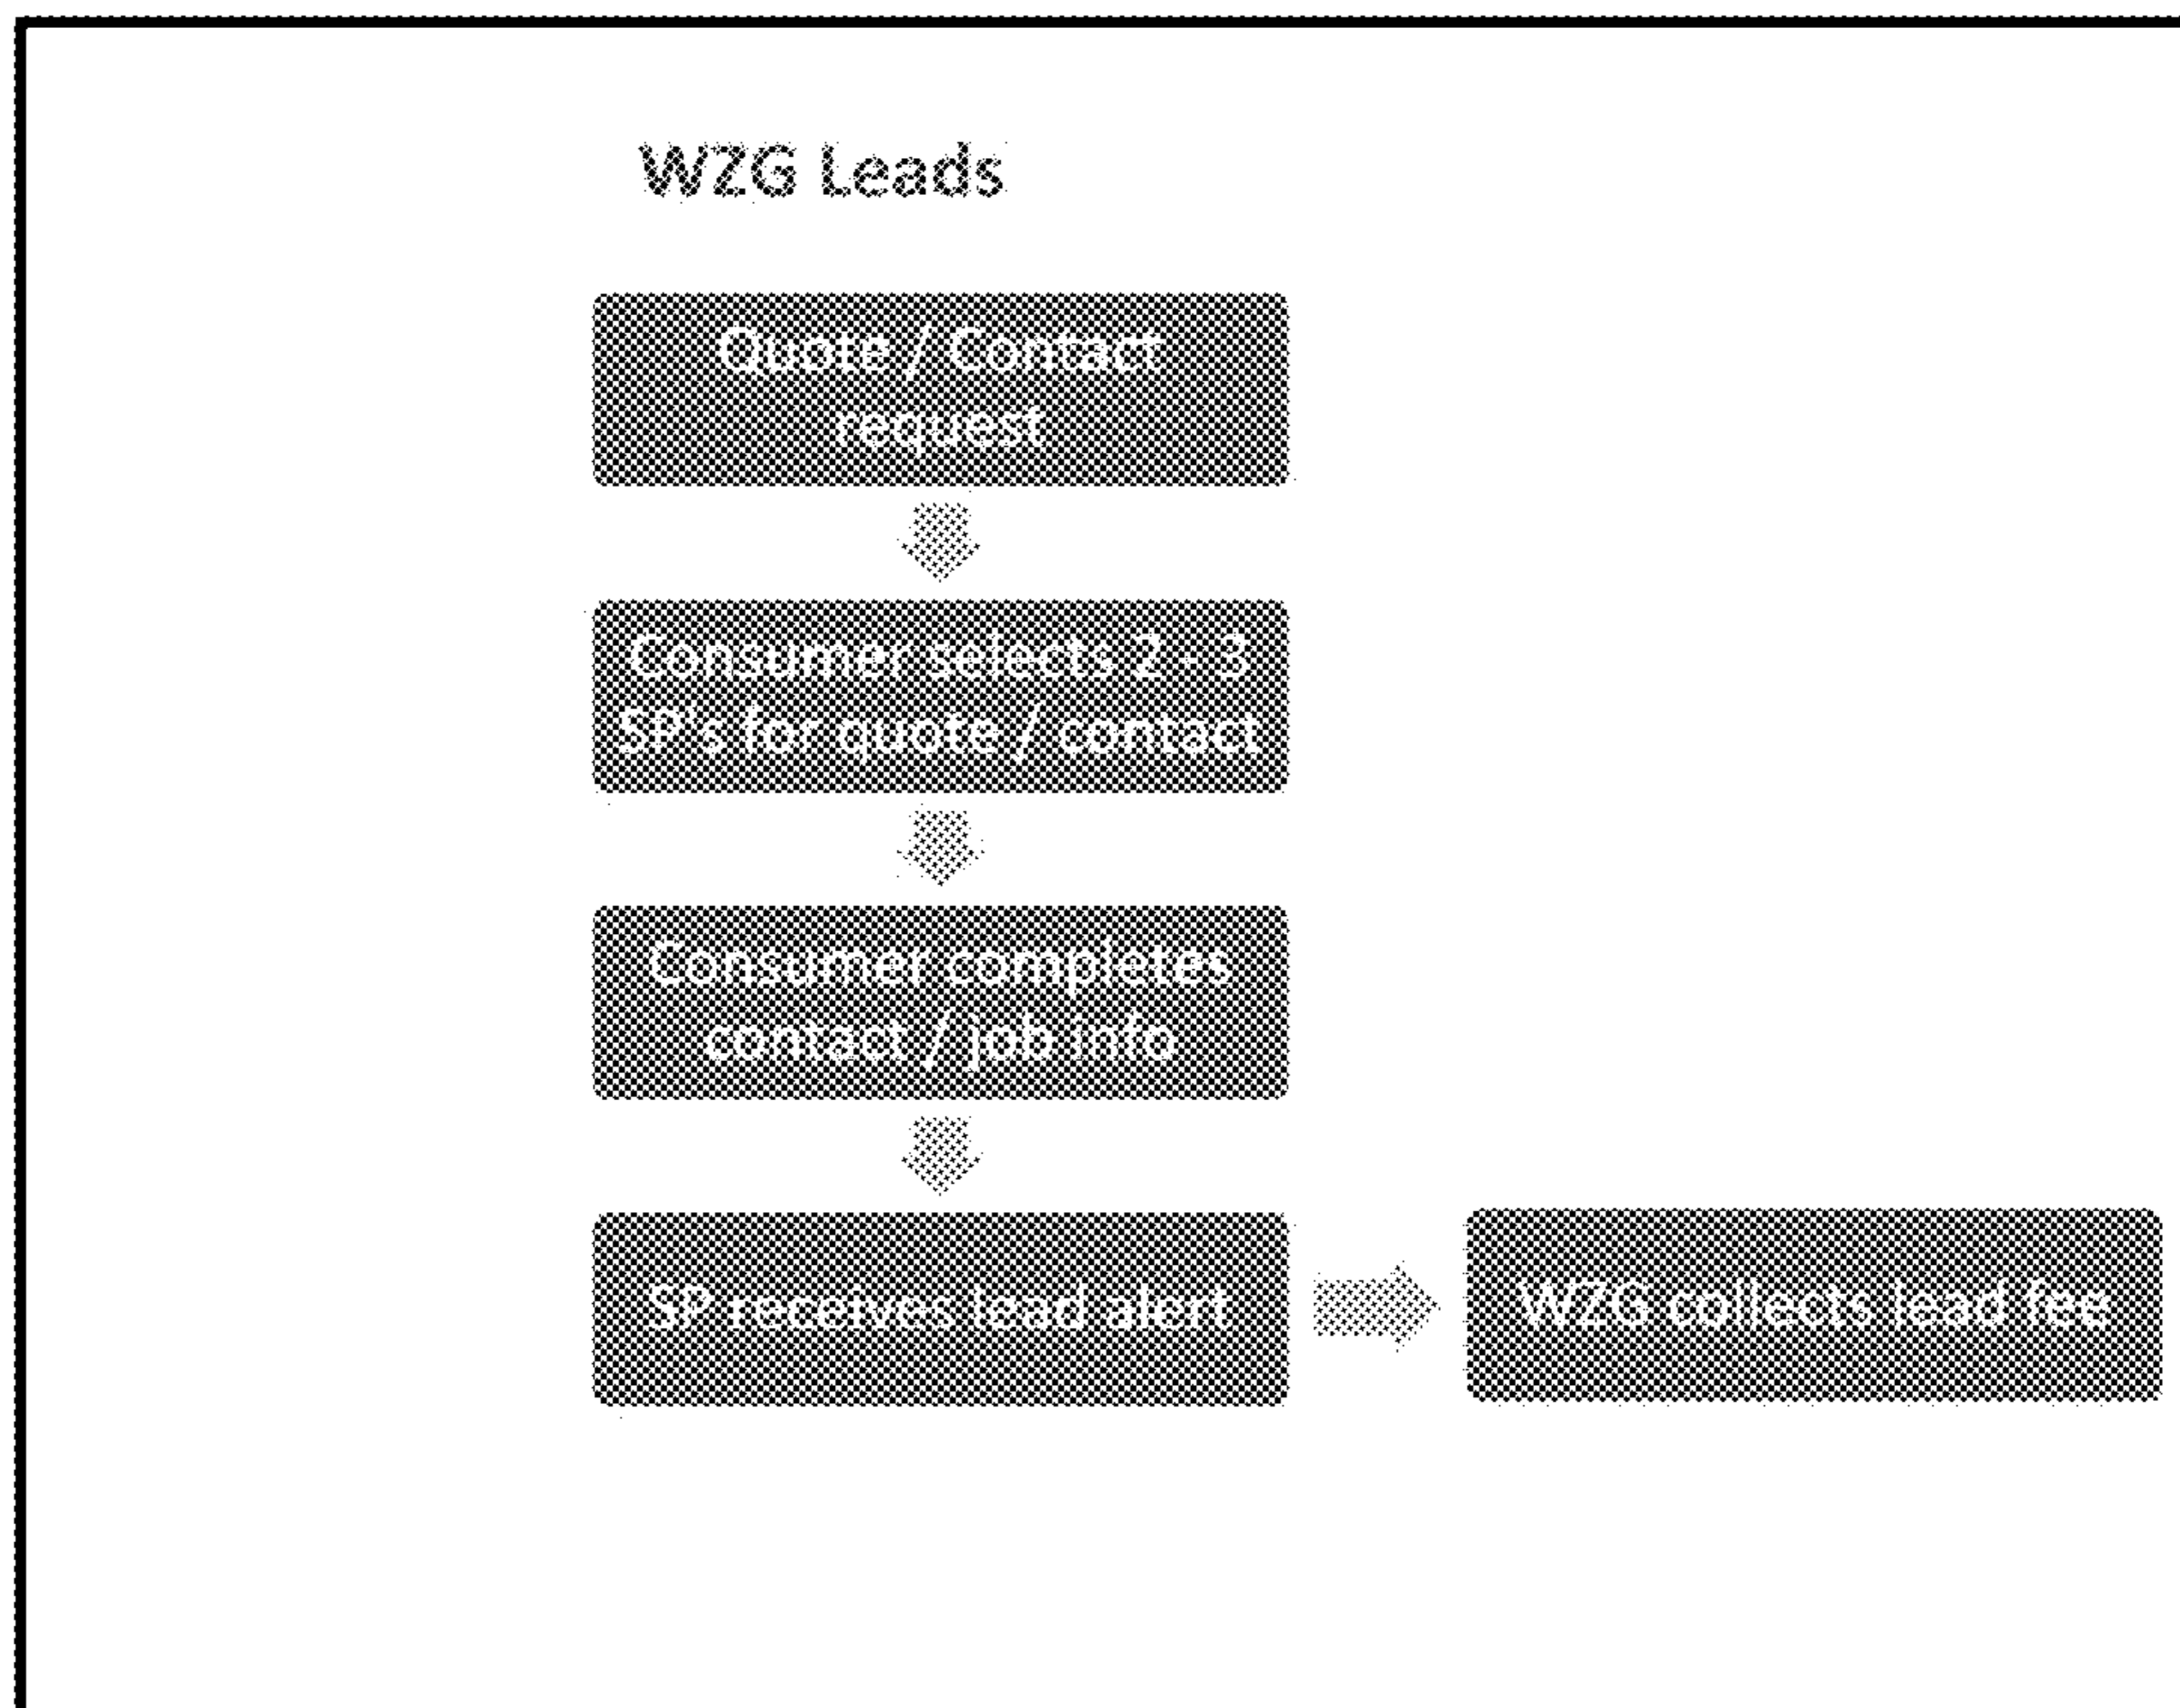 WZG Leads
Quote / Contact
request
Consumer selects 2 - 3
SP's for quote / contact
Consumer completes
contact / job info
SP receives lead alert
WZG collects lead fee